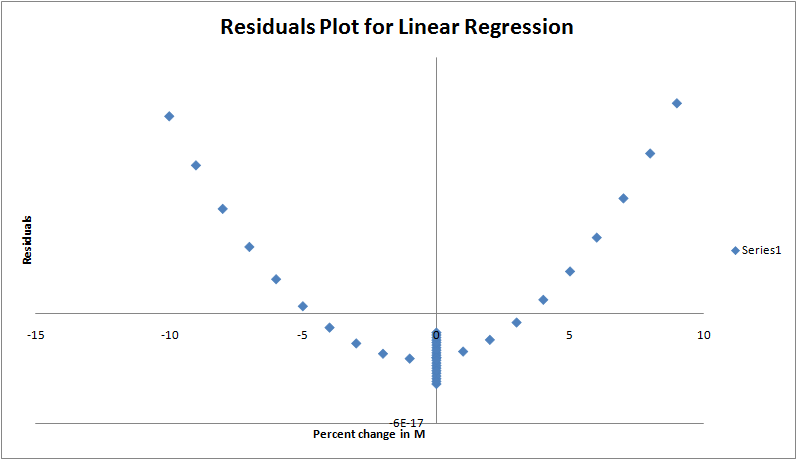 Residuals Plot for Linear Regression
Residuals
Series1
-15 -10 -5 0 5 10
-6E-17
Percent change in M